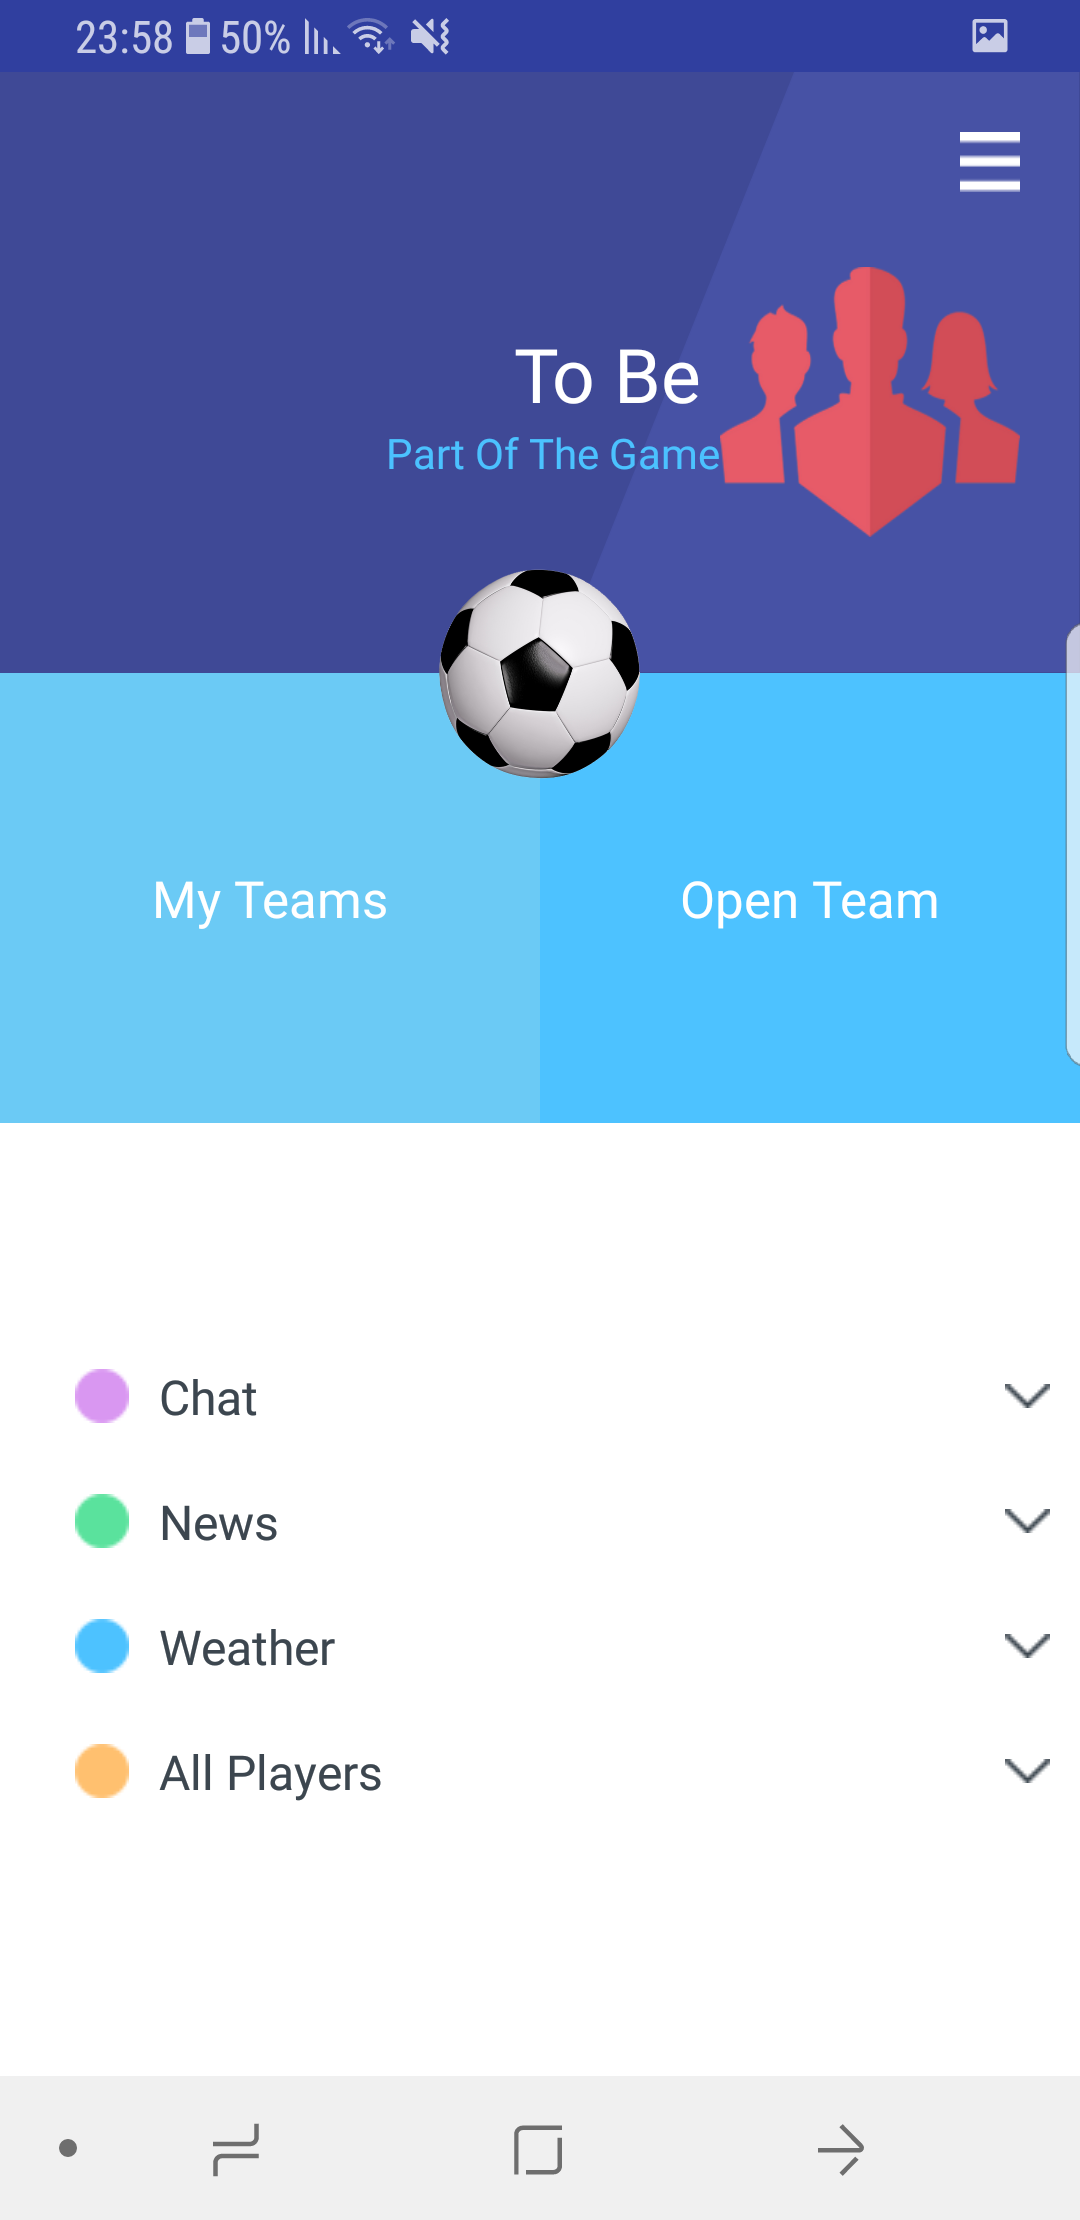 23:58 50%
To Be
Part Of The Game
My Teams
Open Team
Chat
News
Weather
All Players